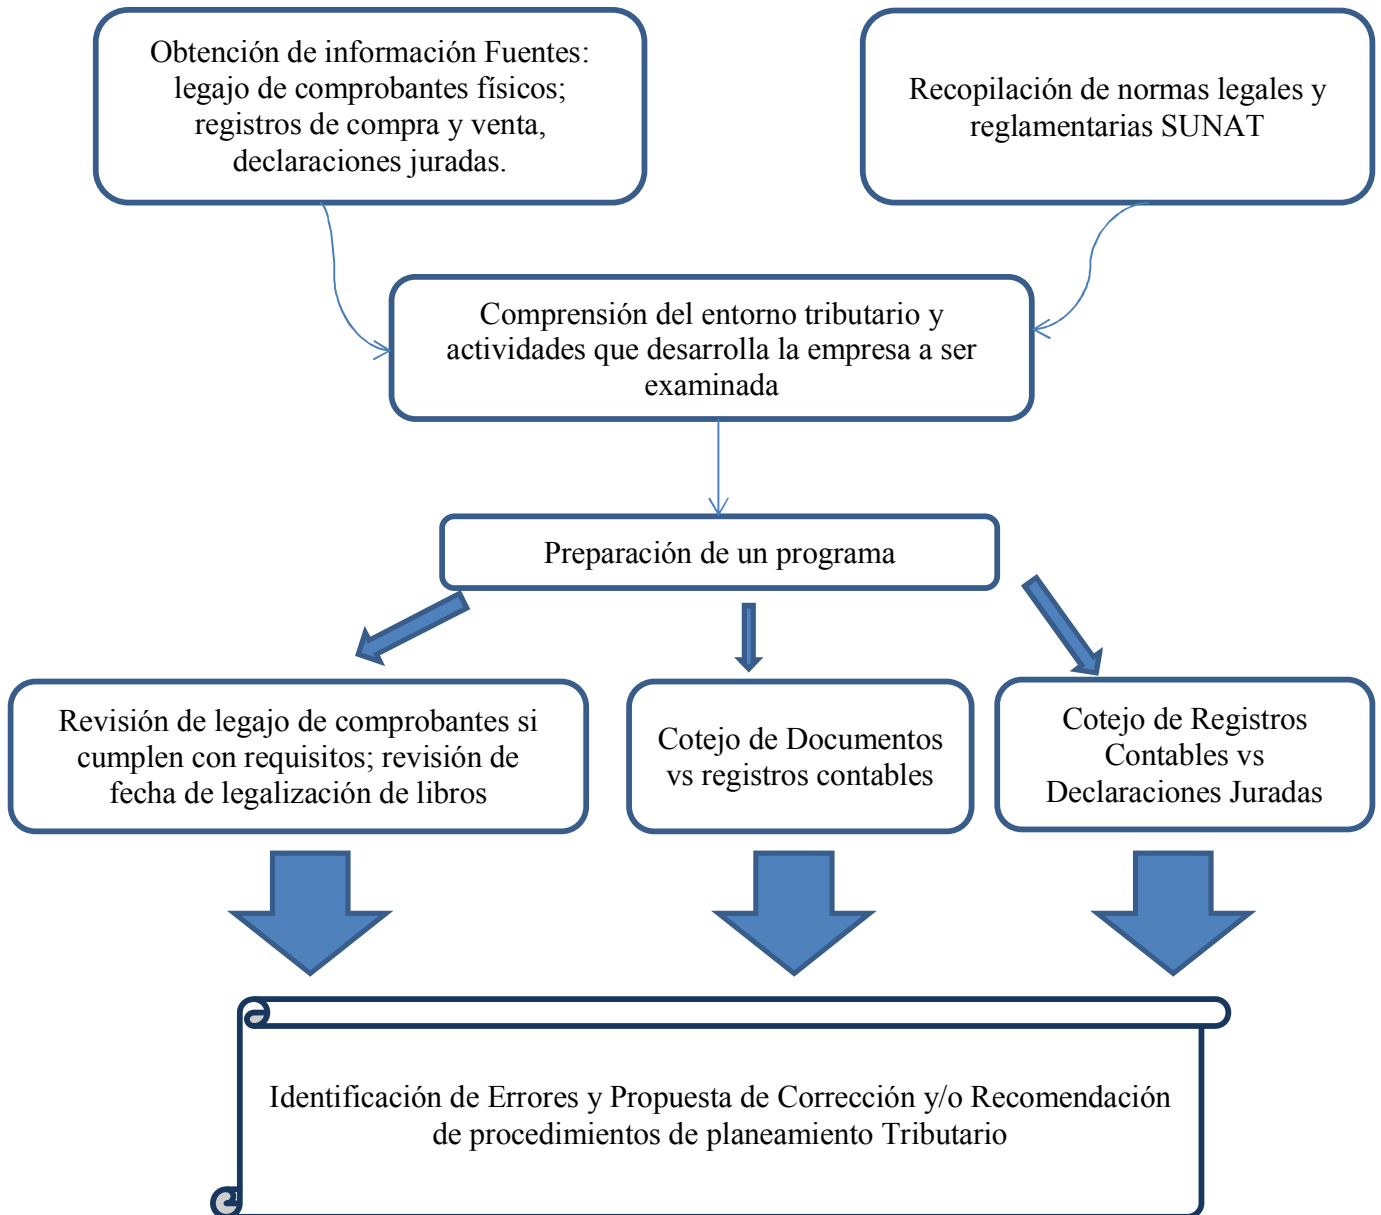 Obtención de información Fuentes:
legajo de comprobantes físicos;
registros de compra y venta,
declaraciones juradas.
Recopilación de normas legales y
reglamentarias SUNAT
Comprensión del entorno tributario y
actividades que desarrolla la empresa a ser
examinada
Preparación de un programa
Revisión de legajo de comprobantes si
cumplen con requisitos; revisión de
fecha de legalización de libros
Cotejo de Documentos
vs registros contables
Cotejo de Registros
Contables vs
Declaraciones Juradas
Identificación de Errores y Propuesta de Corrección y/o Recomendación
de procedimientos de planeamiento Tributario